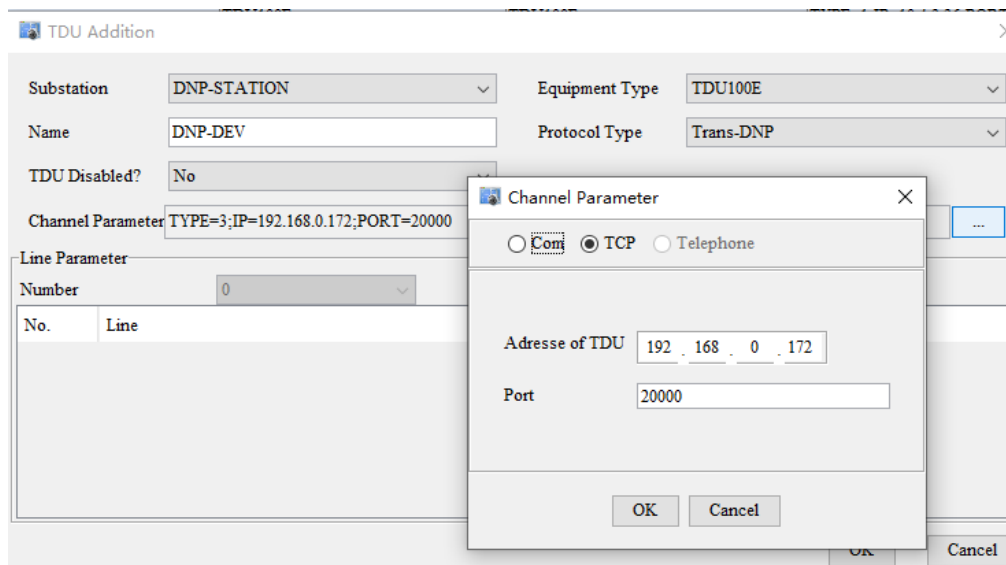 TDU Addition
Substation DNP-STATION Equipment Type TDU100E
Name DNP-DEV Protocol Type Trans-DNP
TDU Disabled? No
Channel Parameter TYPE=3;IP=192.168.0.172;PORT=20000 ...
Channel Parameter
Com TCP Telephone
Line Parameter
Number 0
No. Line
Adresse of TDU 192 . 168 . 0 . 172
Port 20000
OK Cancel
OK Cancel